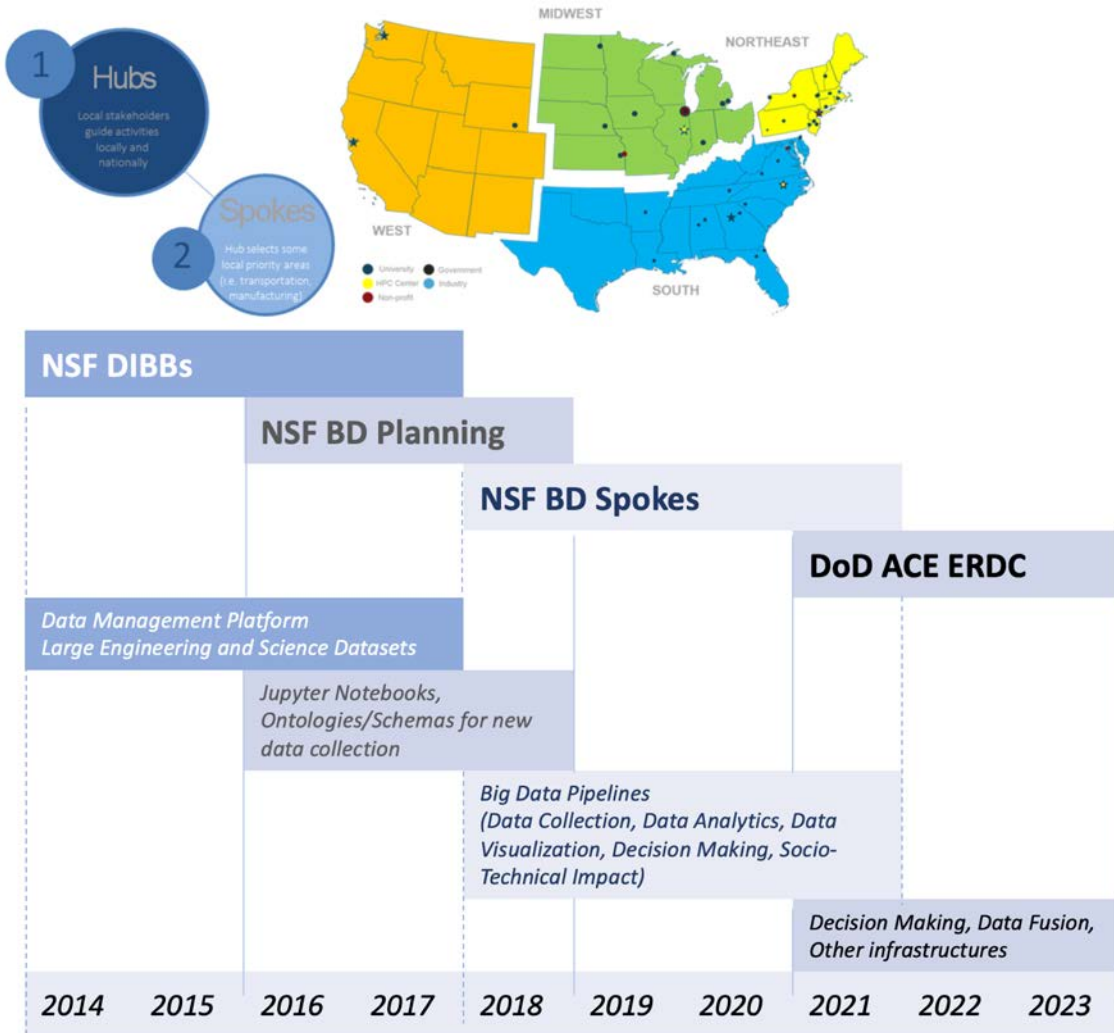 1
Hubs
Local stakeholders
guide activities
locally and
nationally
Spokes
2
Hub selects some
local priority areas
(i.e. transportation,
manufacturing)
MIDWEST
NORTHEAST
WEST
SOUTH
University
Government
HPC Center
Industry
Non-profit
NSF DIBBs
NSF BD Planning
NSF BD Spokes
DoD ACE ERDC
Data Management Platform
Large Engineering and Science Datasets
Jupyter Notebooks,
Ontologies/Schemas for new
data collection
Big Data Pipelines
(Data Collection, Data Analytics, Data
Visualization, Decision Making, Socio-
Technical Impact)
Decision Making, Data Fusion,
Other infrastructures
2014 2015 2016 2017 2018 2019 2020 2021 2022 2023